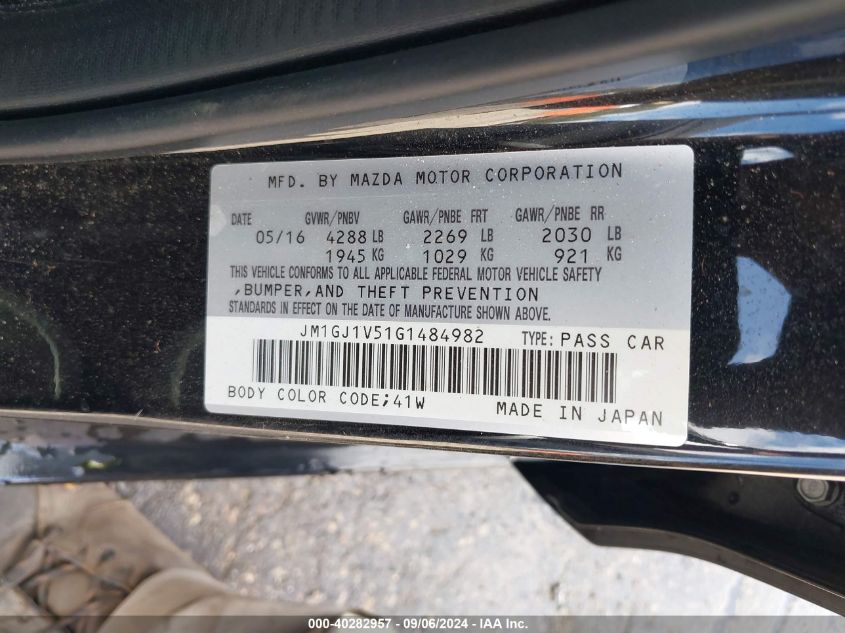 MFD. BY MAZDA MOTOR CORPORATION
DATE GVWR/PNBV GAWR/PNBE FRT GAWR/PNBE RR
05/16 4288 LB 2269 LB 2030 LB
1945 KG 1029 KG 921 KG
THIS VEHICLE CONFORMS TO ALL APPLICABLE FEDERAL MOTOR VEHICLE SAFETY
,BUMPER,AND THEFT PREVENTION
STANDARDS IN EFFECT ON THE DATE OF MANUFACTURE SHOWN ABOVE.
JM1GJ1V51G1484982 TYPE: PASS CAR
BODY COLOR CODE;41W MADE IN JAPAN
000-40282957 - 09/06/2024 - IAA Inc.